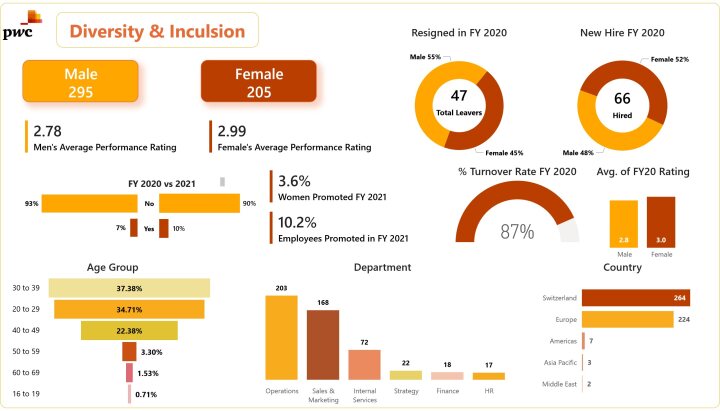 pwc
Diversity & Inculsion
Male
295
Female
205
2.78
Men's Average Performance Rating
2.99
Female's Average Performance Rating
Resigned in FY 2020
Male 55%
47
Total Leavers
Female 45%
New Hire FY 2020
Female 52%
66
Hired
Male 48%
FY 2020 vs 2021
93% No 90%
7% Yes 10%
3.6%
Women Promoted FY 2021
10.2%
Employees Promoted in FY 2021
% Turnover Rate FY 2020
87%
Avg. of FY20 Rating
2.8 3.0
Male Female
Age Group
30 to 39 37.38%
20 to 29 34.71%
40 to 49 22.38%
50 to 59 3.30%
60 to 69 1.53%
16 to 19 0.71%
Department
203 168 72 22 18 17
Operations Sales & Internal Strategy Finance HR
Marketing Services
Country
Switzerland 264
Europe 224
Americas 7
Asia Pacific 3
Middle East 2